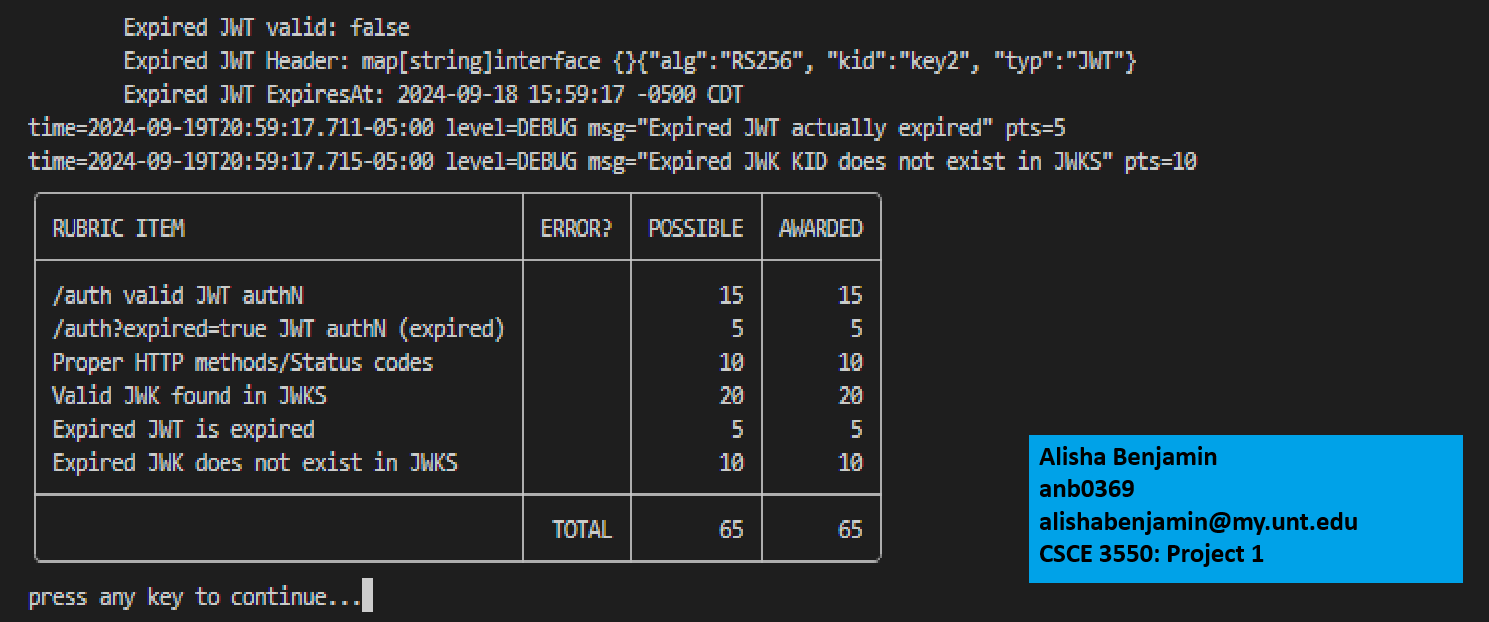 Expired JWT valid: false
Expired JWT Header: map[string]interface {}{"alg":"RS256", "kid":"key2", "typ":"JWT"}
Expired JWT ExpiresAt: 2024-09-18 15:59:17 -0500 CDT
time=2024-09-19T20:59:17.711-05:00 level=DEBUG msg="Expired JWT actually expired" pts=5
time=2024-09-19T20:59:17.715-05:00 level=DEBUG msg="Expired JWK KID does not exist in JWKS" pts=10
RUBRIC ITEM ERROR? POSSIBLE AWARDED
/auth valid JWT authN 15 15
/auth?expired=true JWT authN (expired) 5 5
Proper HTTP methods/Status codes 10 10
Valid JWK found in JWKS 20 20
Expired JWT is expired 5 5
Expired JWK does not exist in JWKS 10 10
TOTAL 65 65
press any key to continue...
Alisha Benjamin
anb0369
alishabenjamin@my.unt.edu
CSCE 3550: Project 1